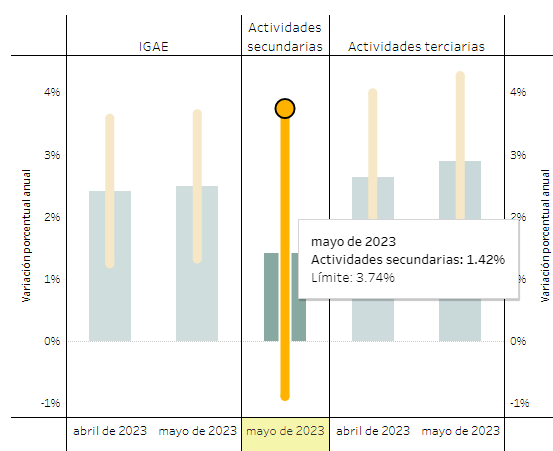 IGAE
Actividades
secundarias
Actividades terciarias
Variación porcentual anual
4%
3%
2%
1%
0%
-1%
mayo de 2023
Actividades secundarias: 1.42%
Límite: 3.74%
4%
3%
2%
%
0%
-1%
Variación porcentual anual
abril de 2023
mayo de 2023
mayo de 2023
abril de 2023
mayo de 2023